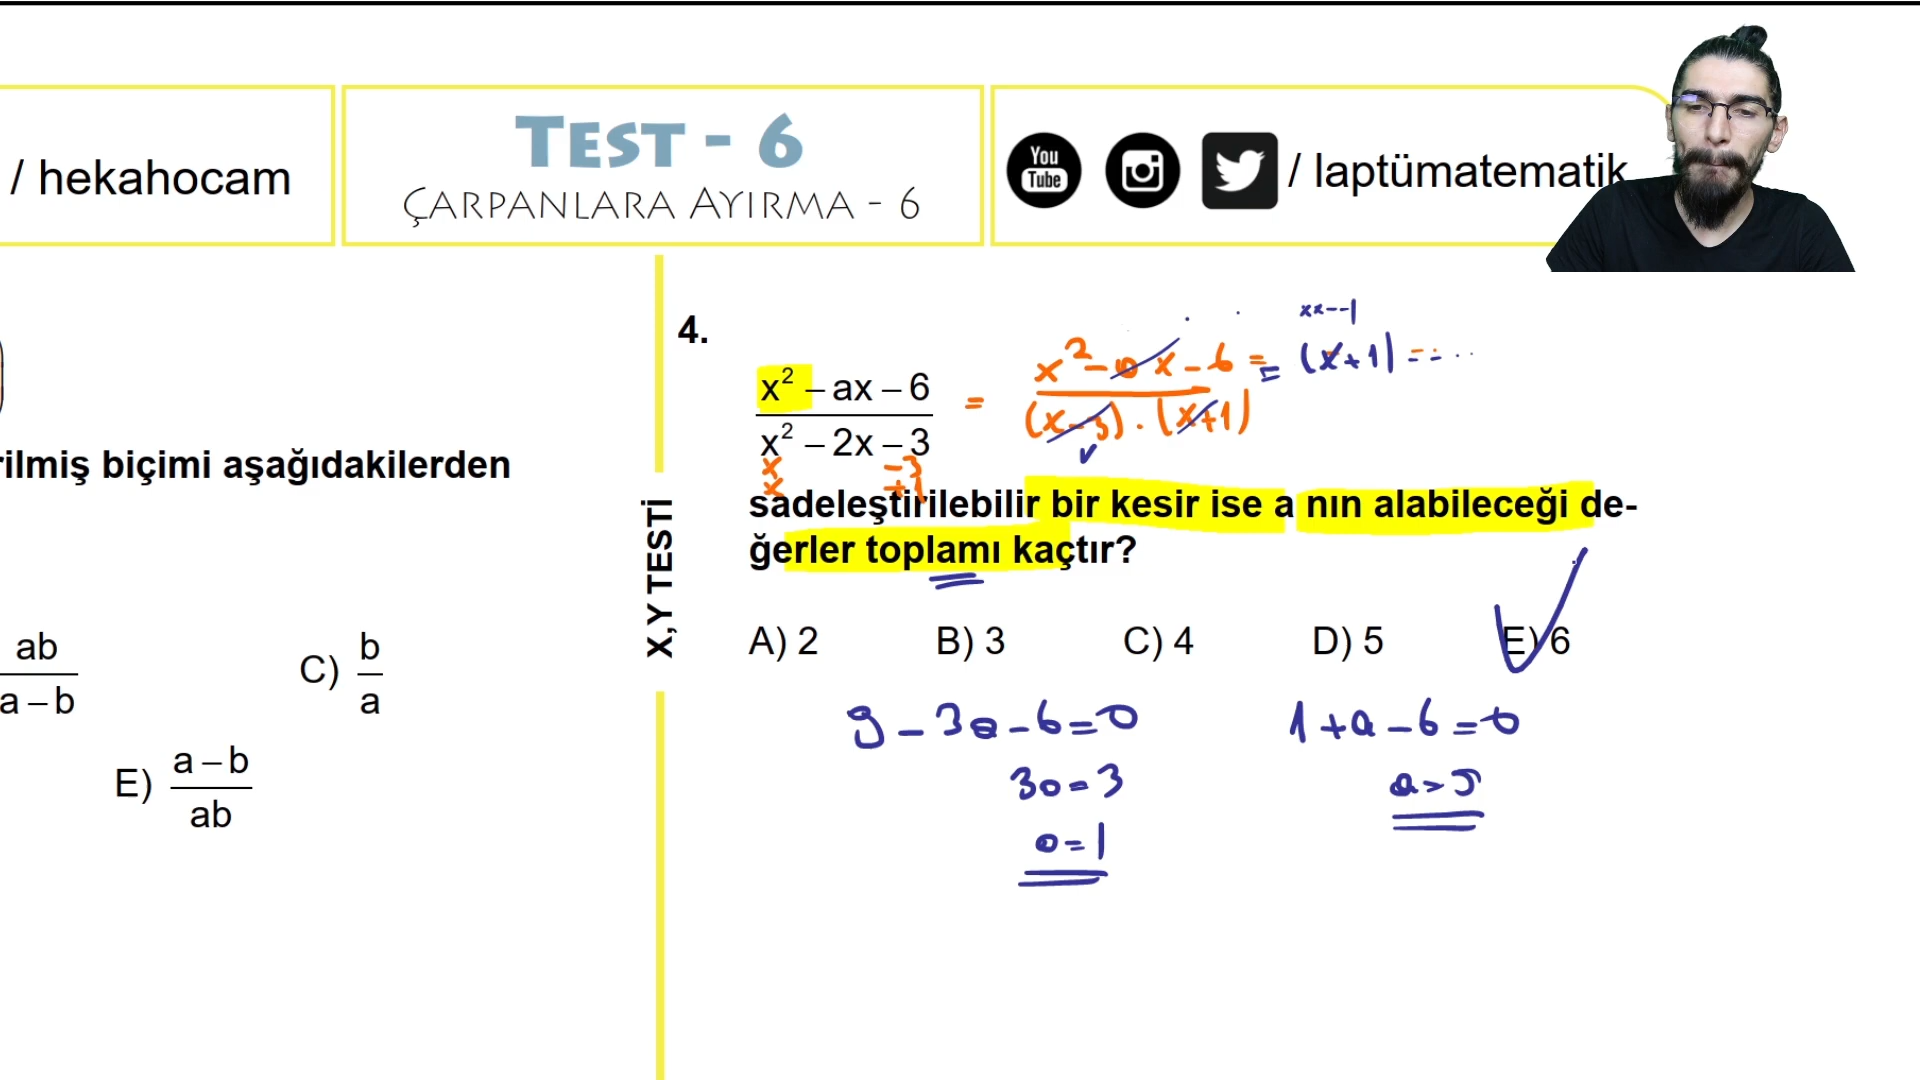 / hekahocam
TEST - 6
ÇARPANLARA AYIRMA - 6
You
Tube
/ laptümatematik
rilmiş biçimi aşağıdakilerden
ab
a – b
C) b
a
E) a – b
ab
X,Y TESTİ
4.
x² – ax – 6
x² – 2x – 3
x -3
x +1
= x² - ax - 6 =
(x-3) . (x+1)
x=-1
= (x+1) = ...
sadeleştirilebilir bir kesir ise a nın alabileceği de-
ğerler toplamı kaçtır?
A) 2 B) 3 C) 4 D) 5 E) 6
9 - 3a - 6 = 0
3a = 3
a = 1
1 + a - 6 = 0
a = 5